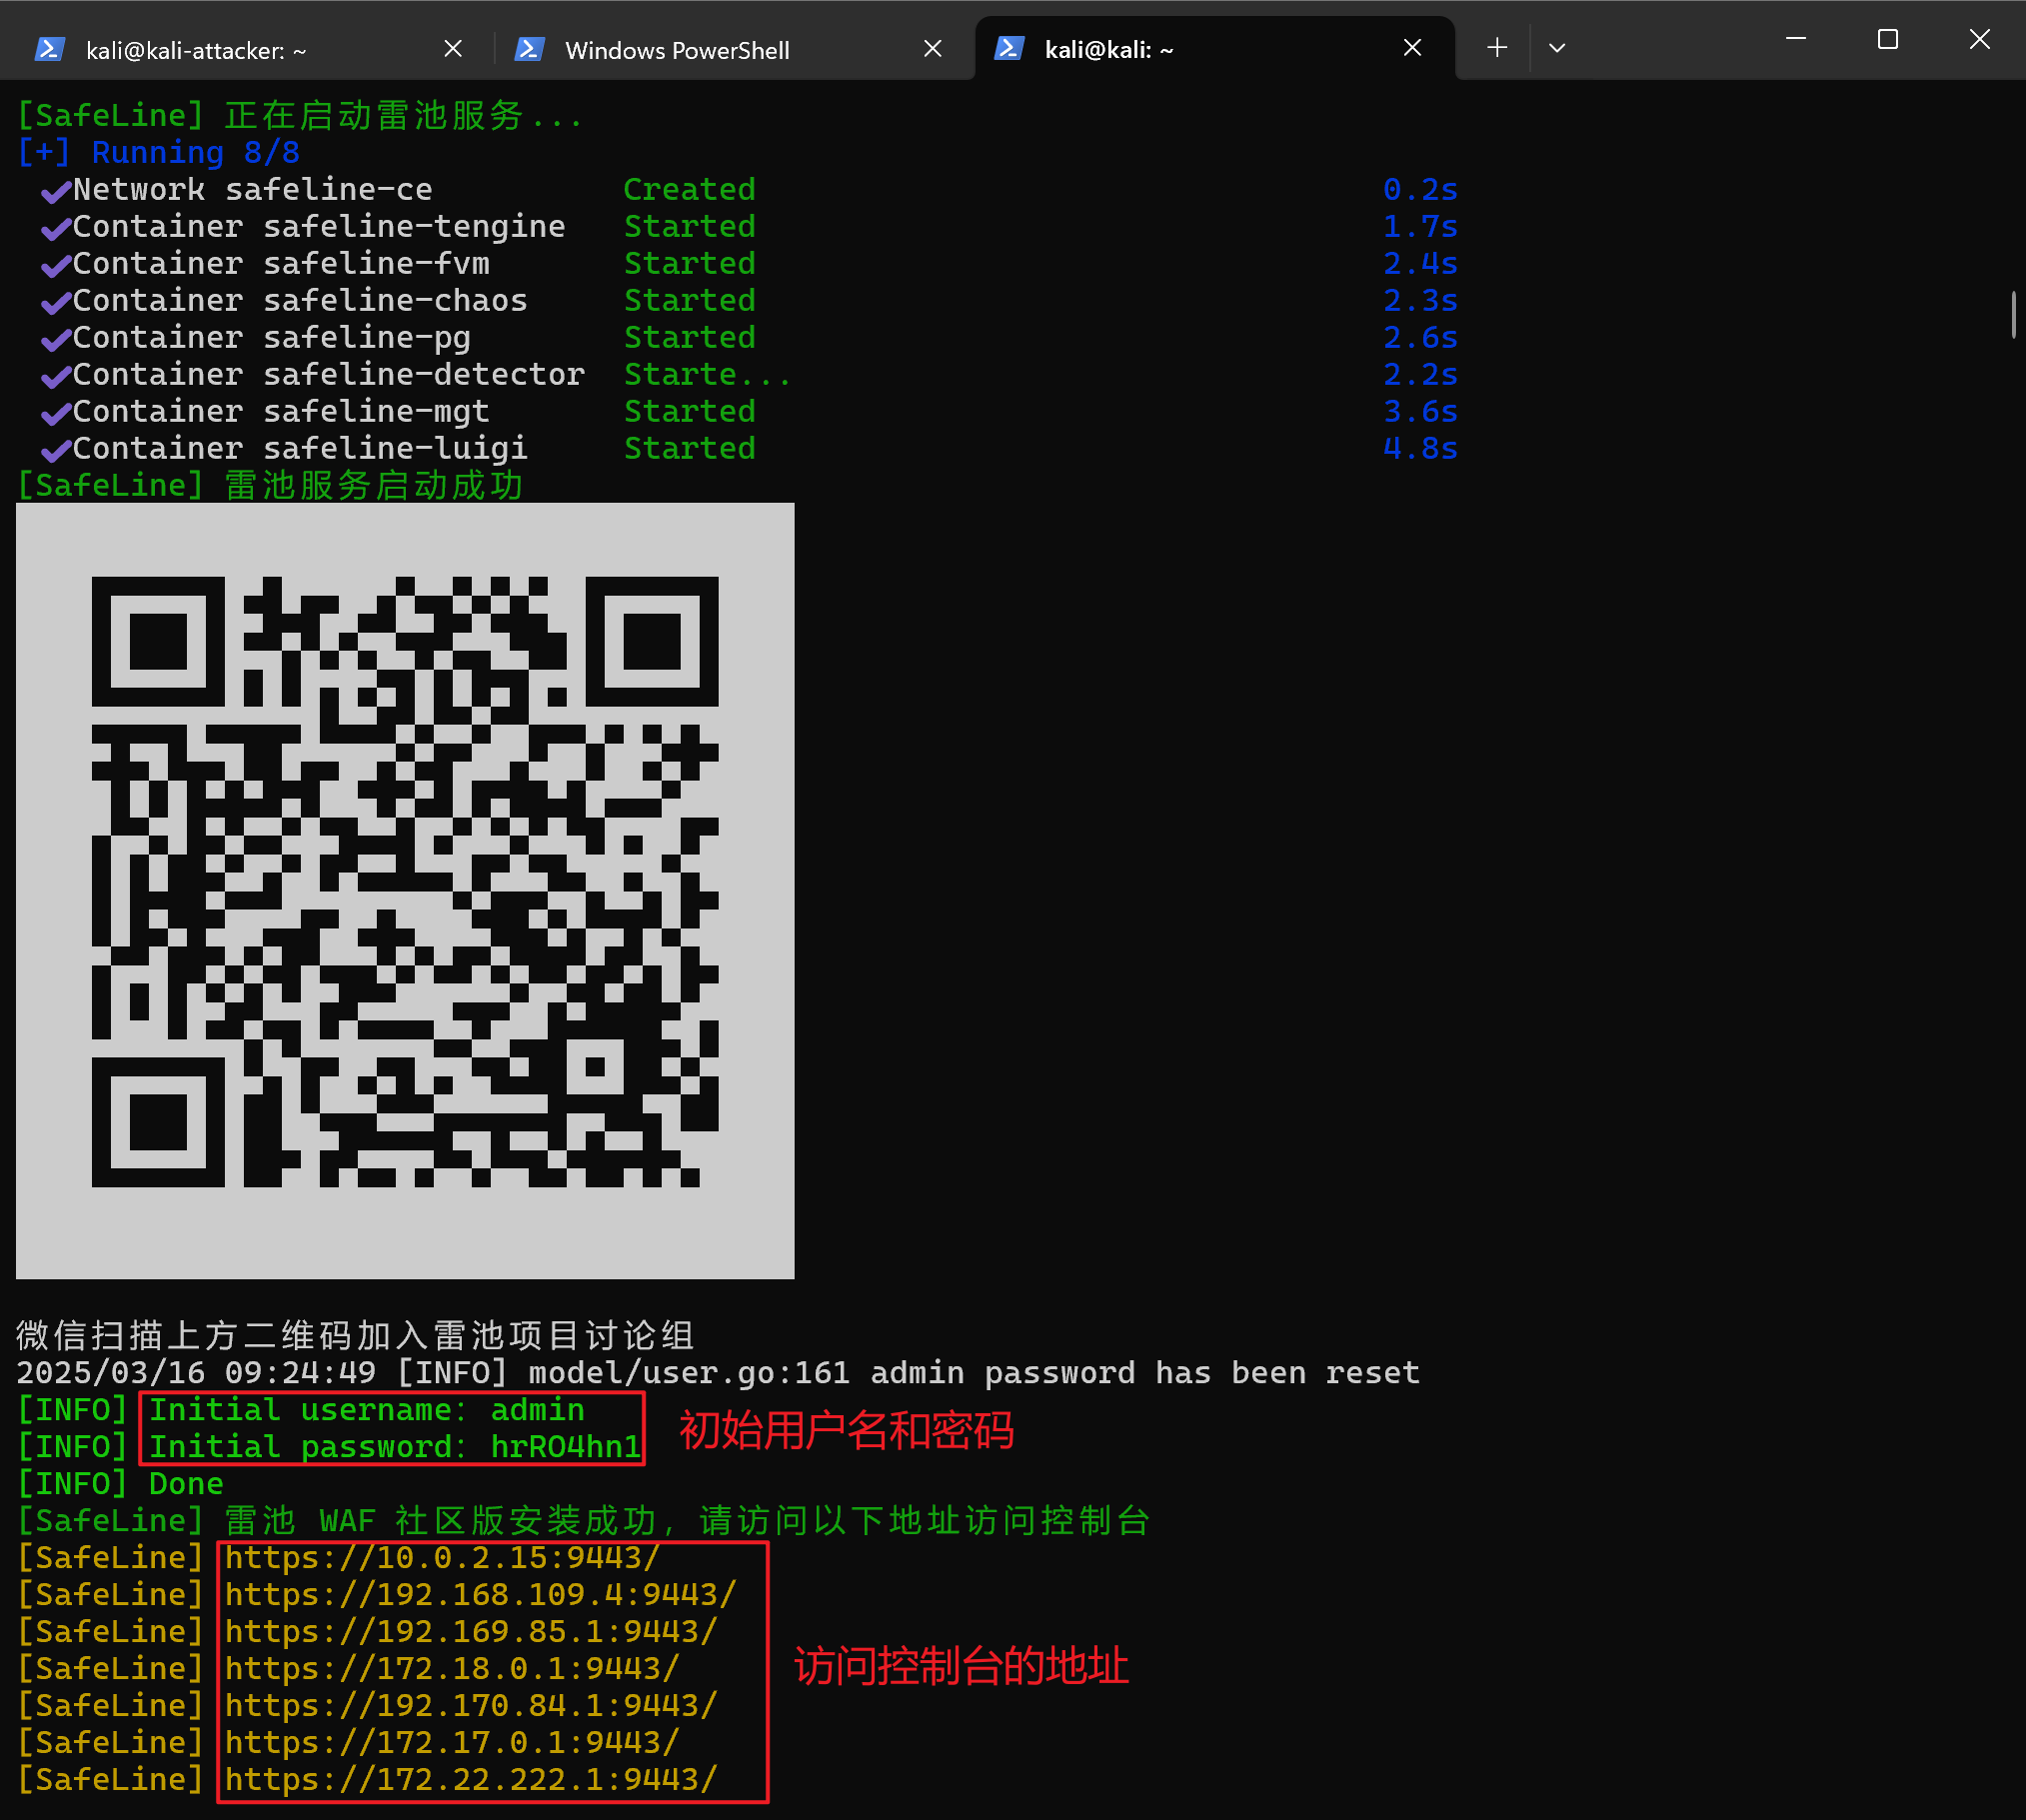 kali@kali-attacker: ~
Windows PowerShell
kali@kali: ~
[SafeLine] 正在启动雷池服务...
[+] Running 8/8
✔Network safeline-ce Created 0.2s
✔Container safeline-tengine Started 1.7s
✔Container safeline-fvm Started 2.4s
✔Container safeline-chaos Started 2.3s
✔Container safeline-pg Started 2.6s
✔Container safeline-detector Starte... 2.2s
✔Container safeline-mgt Started 3.6s
✔Container safeline-luigi Started 4.8s
[SafeLine] 雷池服务启动成功
微信扫描上方二维码加入雷池项目讨论组
2025/03/16 09:24:49 [INFO] model/user.go:161 admin password has been reset
[INFO] Initial username: admin
[INFO] Initial password: hrRO4hn1
初始用户名和密码
[INFO] Done
[SafeLine] 雷池 WAF 社区版安装成功，请访问以下地址访问控制台
[SafeLine] https://10.0.2.15:9443/
[SafeLine] https://192.168.109.4:9443/
[SafeLine] https://192.169.85.1:9443/
[SafeLine] https://172.18.0.1:9443/
访问控制台的地址
[SafeLine] https://192.170.84.1:9443/
[SafeLine] https://172.17.0.1:9443/
[SafeLine] https://172.22.222.1:9443/